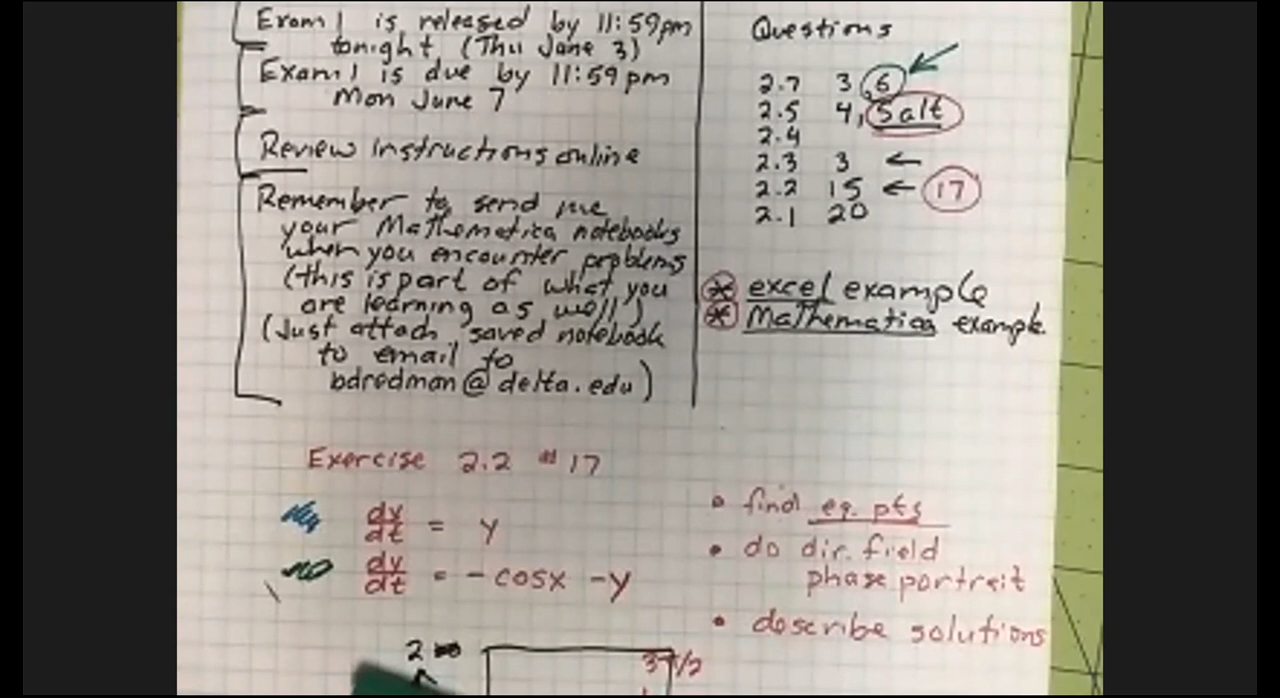 Exam 1 is released by 11:59pm
tonight (Thu June 3)
Exam 1 is due by 11:59pm
Mon June 7
Review instructions online
Remember to send me
your Mathematica notebooks
when you encounter problems
(this is part of what you
are learning as well)
(Just attach saved notebook
to email to
bdredman@delta.edu)
Questions
2.7 3, 6
2.5 4, Salt
2.4
2.3 3 ←
2.2 15 ← 17
2.1 20
* excel example
* Mathematica example
Exercise 2.2 #17
dx/dt = y
dy/dt = -cosx -y
• find eq. pts
• do dir. field
phase portrait
• describe solutions
2
3π/2